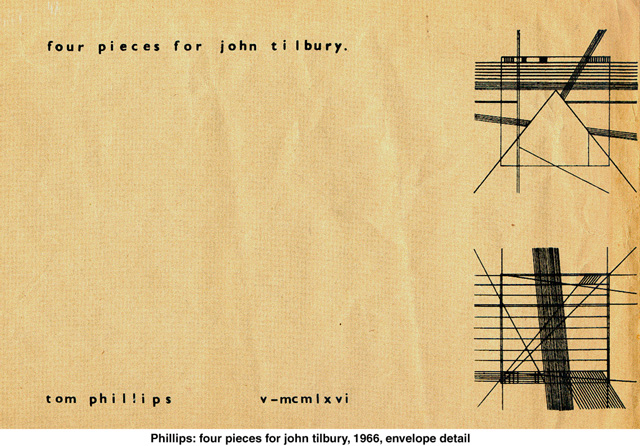 four pieces for john tilbury.
tom phil!ips v–mcmlxvi
Phillips: four pieces for john tilbury, 1966, envelope detail